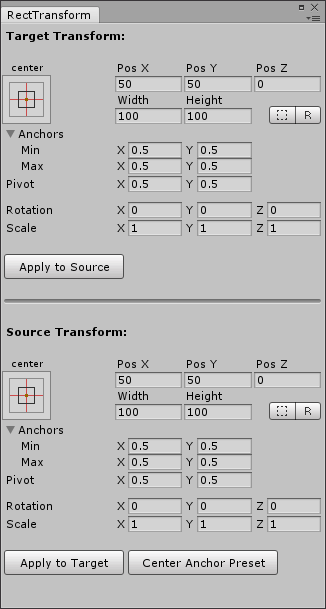 RectTransform
Target Transform:
center
Pos X Pos Y Pos Z
50 50 0
Width Height
100 100 R
Anchors
Min X 0.5 Y 0.5
Max X 0.5 Y 0.5
Pivot X 0.5 Y 0.5
Rotation X 0 Y 0 Z 0
Scale X 1 Y 1 Z 1
Apply to Source
Source Transform:
center
Pos X Pos Y Pos Z
50 50 0
Width Height
100 100 R
Anchors
Min X 0.5 Y 0.5
Max X 0.5 Y 0.5
Pivot X 0.5 Y 0.5
Rotation X 0 Y 0 Z 0
Scale X 1 Y 1 Z 1
Apply to Target Center Anchor Preset